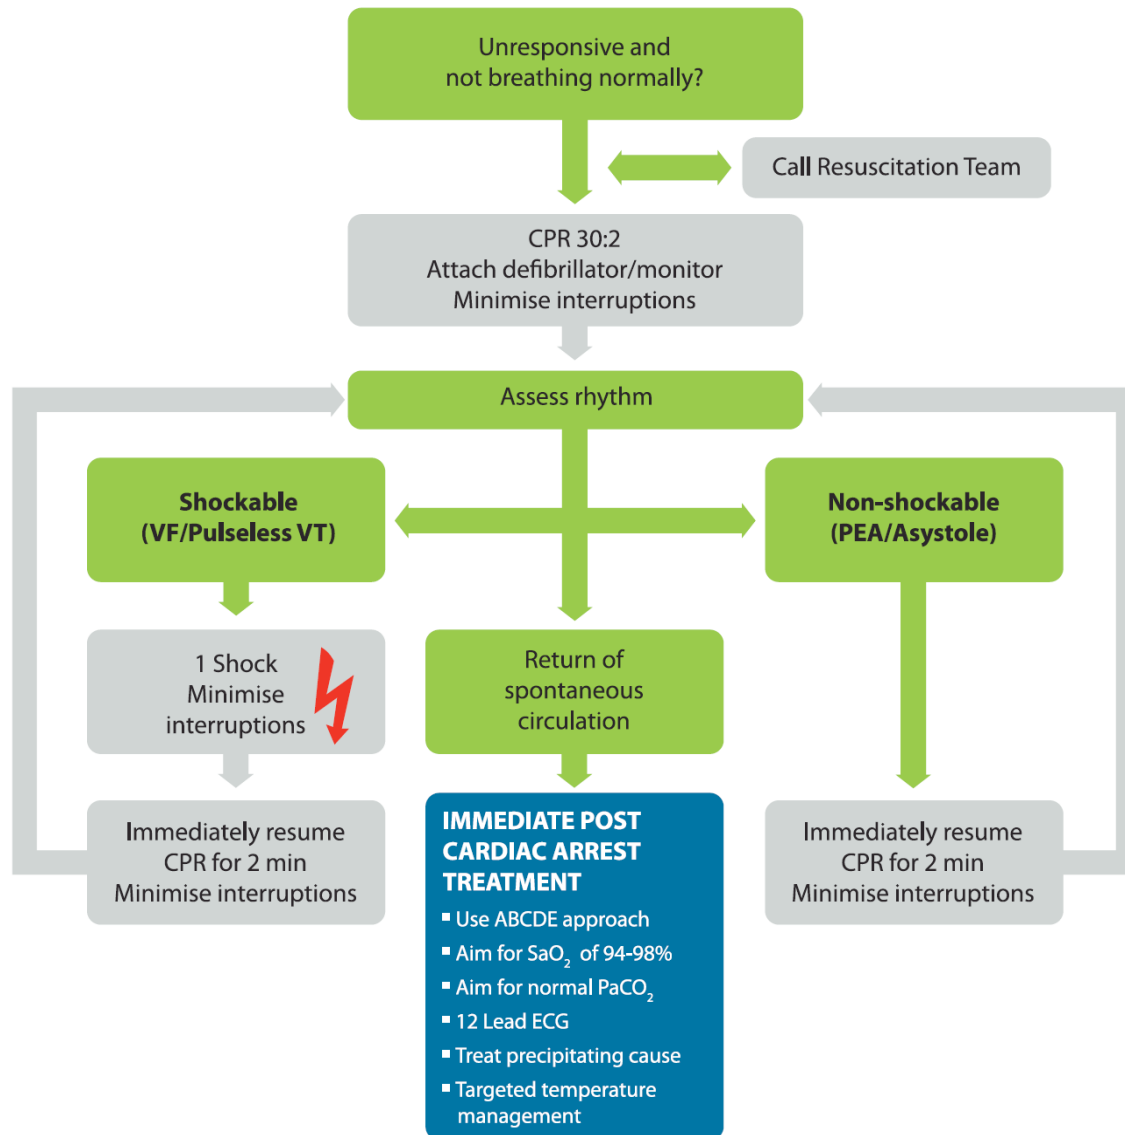 Unresponsive and
not breathing normally?
Call Resuscitation Team
CPR 30:2
Attach defibrillator/monitor
Minimise interruptions
Assess rhythm
Shockable
(VF/Pulseless VT)
Non-shockable
(PEA/Asystole)
1 Shock
Minimise
interruptions
Return of
spontaneous
circulation
Immediately resume
CPR for 2 min
Minimise interruptions
IMMEDIATE POST
CARDIAC ARREST
TREATMENT
▪ Use ABCDE approach
▪ Aim for SaO₂ of 94-98%
▪ Aim for normal PaCO₂
▪ 12 Lead ECG
▪ Treat precipitating cause
▪ Targeted temperature
management
Immediately resume
CPR for 2 min
Minimise interruptions